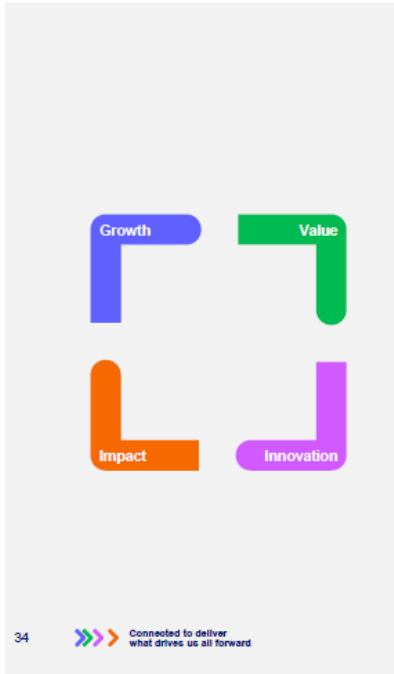 Growth
Value
Impact
Innovation
34
Connected to deliver
what drives us all forward